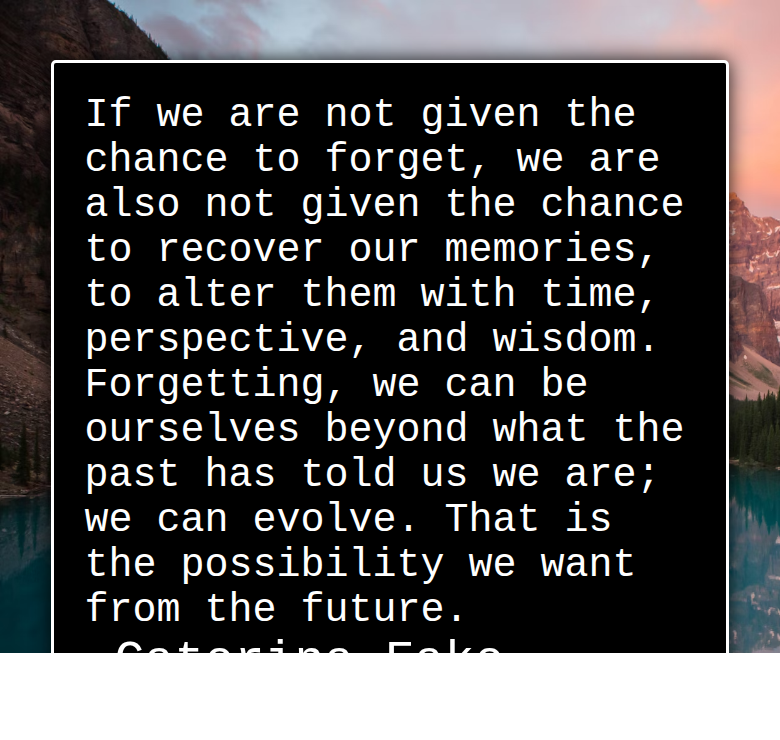 If we are not given the
chance to forget, we are
also not given the chance
to recover our memories,
to alter them with time,
perspective, and wisdom.
Forgetting, we can be
ourselves beyond what the
past has told us we are;
we can evolve. That is
the possibility we want
from the future.
Caterina Fake